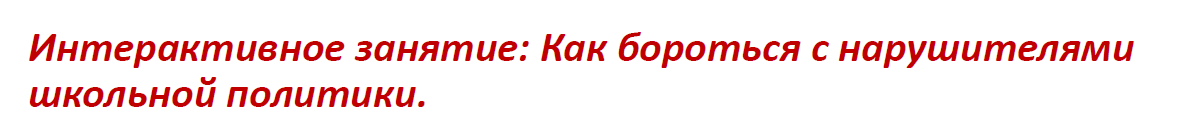 Интерактивное занятие: Как бороться с нарушителями
школьной политики.